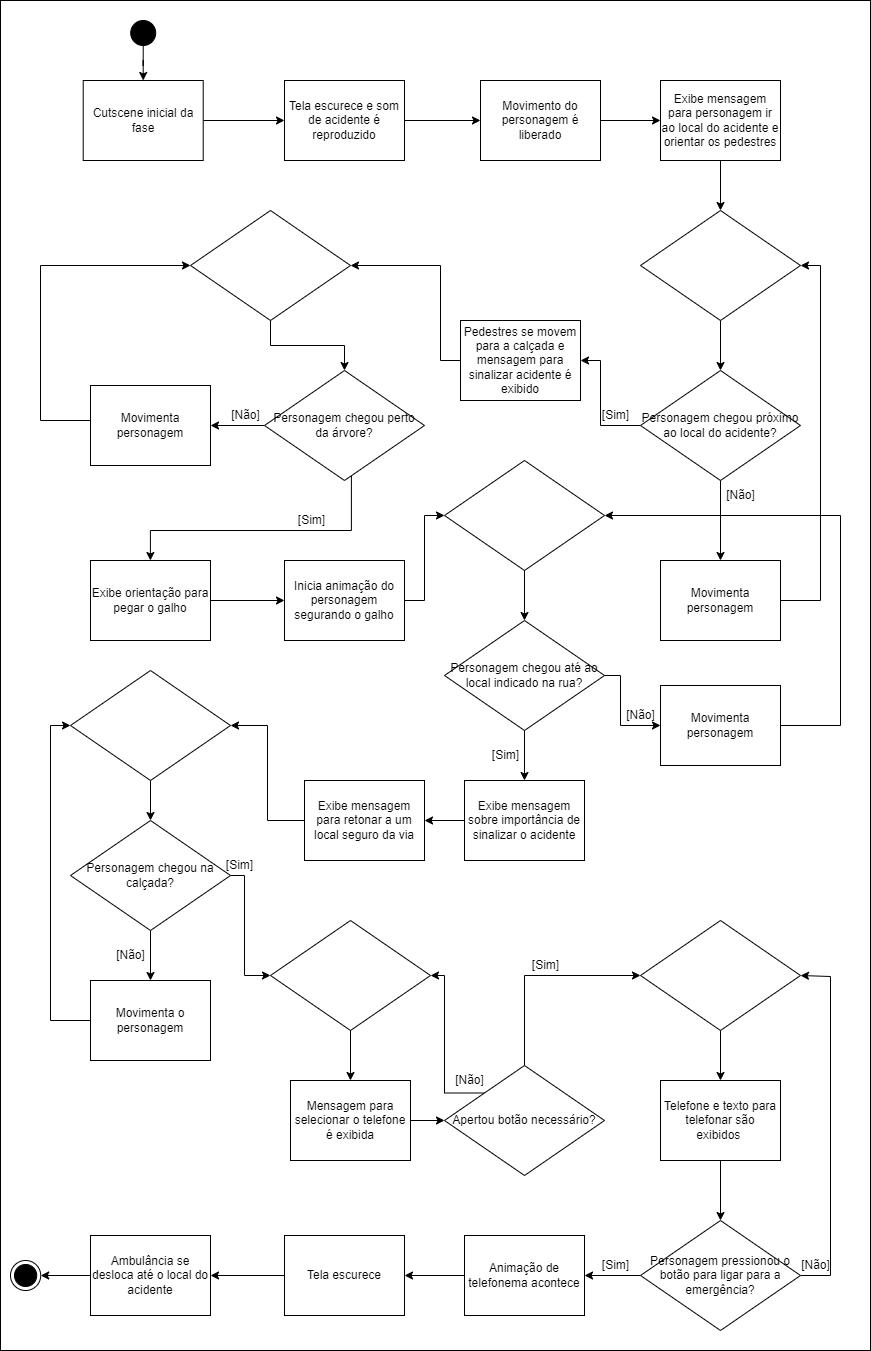 Cutscene inicial da
fase
Tela escurece e som
de acidente é
reproduzido
Movimento do
personagem é
liberado
Exibe mensagem
para personagem ir
ao local do acidente e
orientar os pedestres
Pedestres se movem
para a calçada e
mensagem para
sinalizar acidente é
exibido
[Sim]
Personagem chegou próximo
ao local do acidente?
[Não]
Movimenta
personagem
Movimenta
personagem
[Não]
Personagem chegou perto
da árvore?
[Sim]
Exibe orientação para
pegar o galho
Inicia animação do
personagem
segurando o galho
Personagem chegou até ao
local indicado na rua?
[Não]
Movimenta
personagem
[Sim]
Exibe mensagem
para retonar a um
local seguro da via
Exibe mensagem
sobre importância de
sinalizar o acidente
Personagem chegou na
calçada?
[Sim]
[Não]
Movimenta o
personagem
[Sim]
[Não]
Mensagem para
selecionar o telefone
é exibida
Apertou botão necessário?
Telefone e texto para
telefonar são
exibidos
Personagem pressionou o
botão para ligar para a
emergência?
[Não]
[Sim]
Animação de
telefonema acontece
Tela escurece
Ambulância se
desloca até o local do
acidente